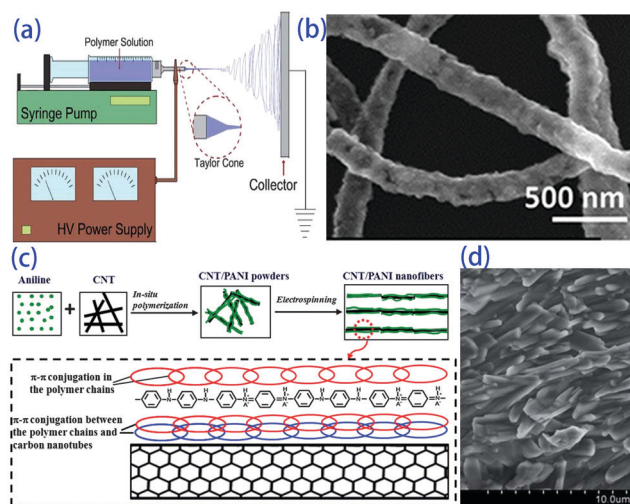 (a)
Polymer Solution
Syringe Pump
Taylor Cone
HV Power Supply
Collector
(b)
500 nm
(c)
Aniline
CNT
+
In-situ
polymerization
CNT/PANI powders
Electrospinning
CNT/PANI nanofibers
π-π conjugation in
the polymer chains
H
N
H
N
H
N
A⁻
H
N
A⁻
H
N
H
N
H
N
A⁻
H
N
A⁻
π-π conjugation between
the polymer chains and
carbon nanotubes
(d)
10.0µm